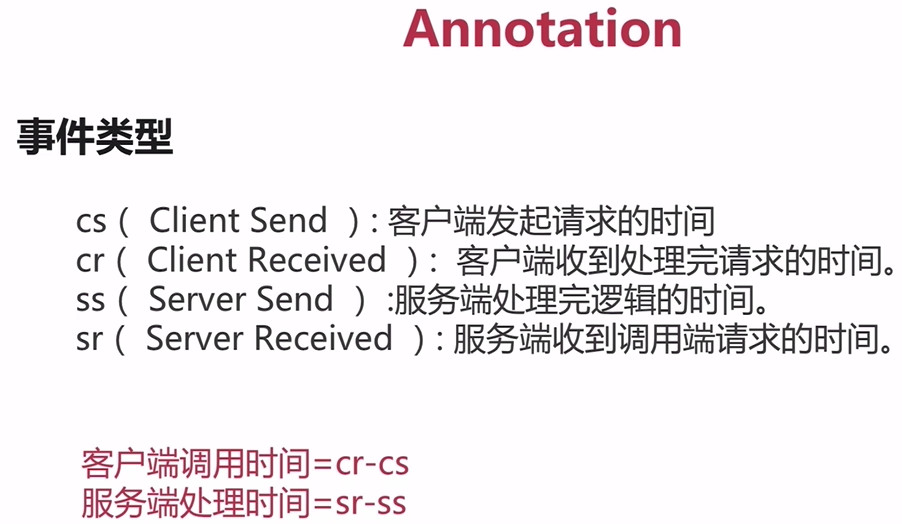 Annotation
事件类型
cs（ Client Send ）: 客户端发起请求的时间
cr（ Client Received ）: 客户端收到处理完请求的时间。
ss（ Server Send ） :服务端处理完逻辑的时间。
sr（ Server Received ）: 服务端收到调用端请求的时间。
客户端调用时间=cr-cs
服务端处理时间=sr-ss